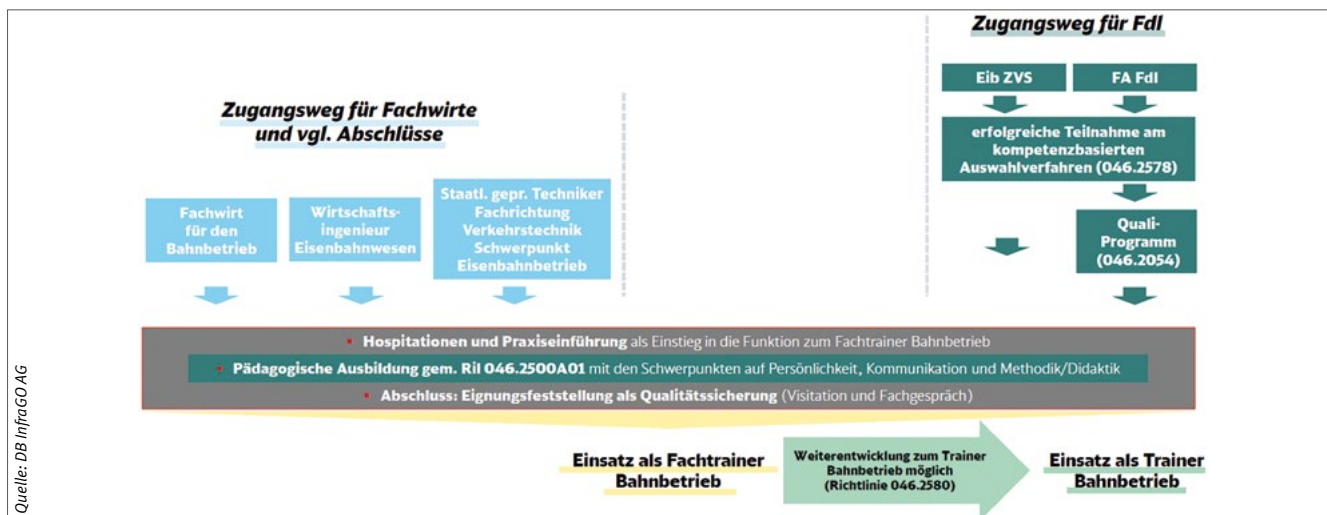 Zugangsweg für Fachwirte
und vgl. Abschlüsse
Fachwirt
für den
Bahnbetrieb
Wirtschafts-
ingenieur
Eisenbahnwesen
Staatl. gepr. Techniker
Fachrichtung
Verkehrstechnik
Schwerpunkt
Eisenbahnbetrieb
Zugangsweg für Fdl
Eib ZVS
FA Fdl
erfolgreiche Teilnahme am
kompetenzbasierten
Auswahlverfahren (046.2578)
Quali-
Programm
(046.2054)
▪ Hospitationen und Praxiseinführung als Einstieg in die Funktion zum Fachtrainer Bahnbetrieb
▪ Pädagogische Ausbildung gem. Ril 046.2500A01 mit den Schwerpunkten auf Persönlichkeit, Kommunikation und Methodik/Didaktik
▪ Abschluss: Eignungsfeststellung als Qualitätssicherung (Visitation und Fachgespräch)
Einsatz als Fachtrainer
Bahnbetrieb
Weiterentwicklung zum Trainer
Bahnbetrieb möglich
(Richtlinie 046.2580)
Einsatz als Trainer
Bahnbetrieb
Quelle: DB InfraGO AG